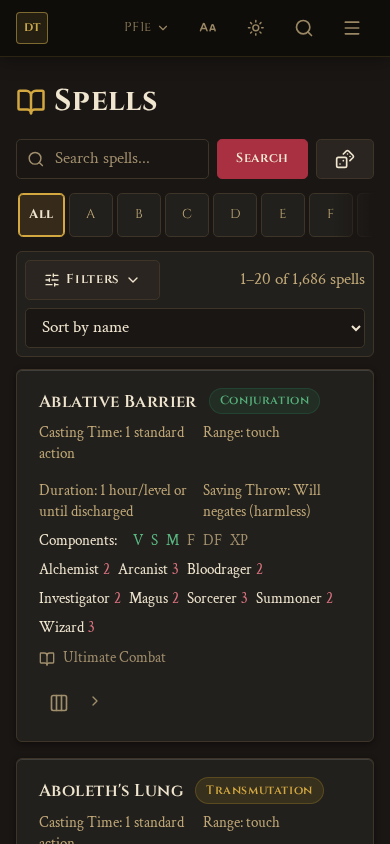 DT PF1e Aa
Spells
Search spells... Search
All A B C D E F
Filters 1–20 of 1,686 spells
Sort by name
Ablative Barrier Conjuration
Casting Time: 1 standard action Range: touch
Duration: 1 hour/level or until discharged Saving Throw: Will negates (harmless)
Components: V S M F DF XP
Alchemist 2 Arcanist 3 Bloodrager 2
Investigator 2 Magus 2 Sorcerer 3 Summoner 2
Wizard 3
Ultimate Combat
Aboleth's Lung Transmutation
Casting Time: 1 standard action Range: touch